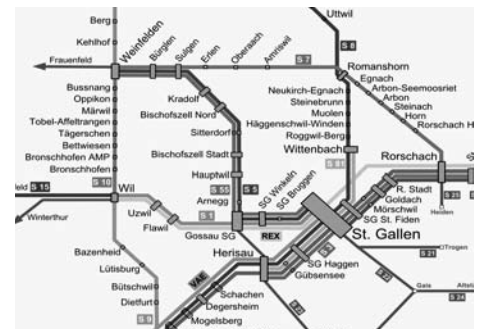 Berg
Kehlhof
Weinfelden
Bürglen
Sulgen
Erlen
Oberaach
Amriswil
Uttwil
S 8
Frauenfeld
S 7
Romanshorn
Egnach
Arbon-Seemoosriet
Arbon
Steinach
Horn
Rorschach H
Bussnang
Oppikon
Märwil
Tobel-Affeltrangen
Tägerschen
Bettwiesen
Bronschhofen AMP
Bronschhofen
S 10
Kradolf
Bischofszell Nord
Sitterdorf
Bischofszell Stadt
Hauptwil
Arnegg
S 55
S 5
Neukirch-Egnach
Steinebrunn
Muolen
Häggenschwil-Winden
Roggwil-Berg
Wittenbach
S 81
Rorschach
eld
S 15
Wil
Winterthur
Uzwil
Flawil
S 1
Gossau SG
SG Winkeln
SG Bruggen
REX
R. Stadt
Goldach
Mörschwil
SG St. Fiden
St. Gallen
S 25
Heiden
Herisau
SG Haggen
Gübsensee
Trogen
S 21
S 22
Gais
S 24
Bazenheid
Lütisburg
Bütschwil
Dietfurt
S 9
VAE
Schachen
Degersheim
Mogelsberg